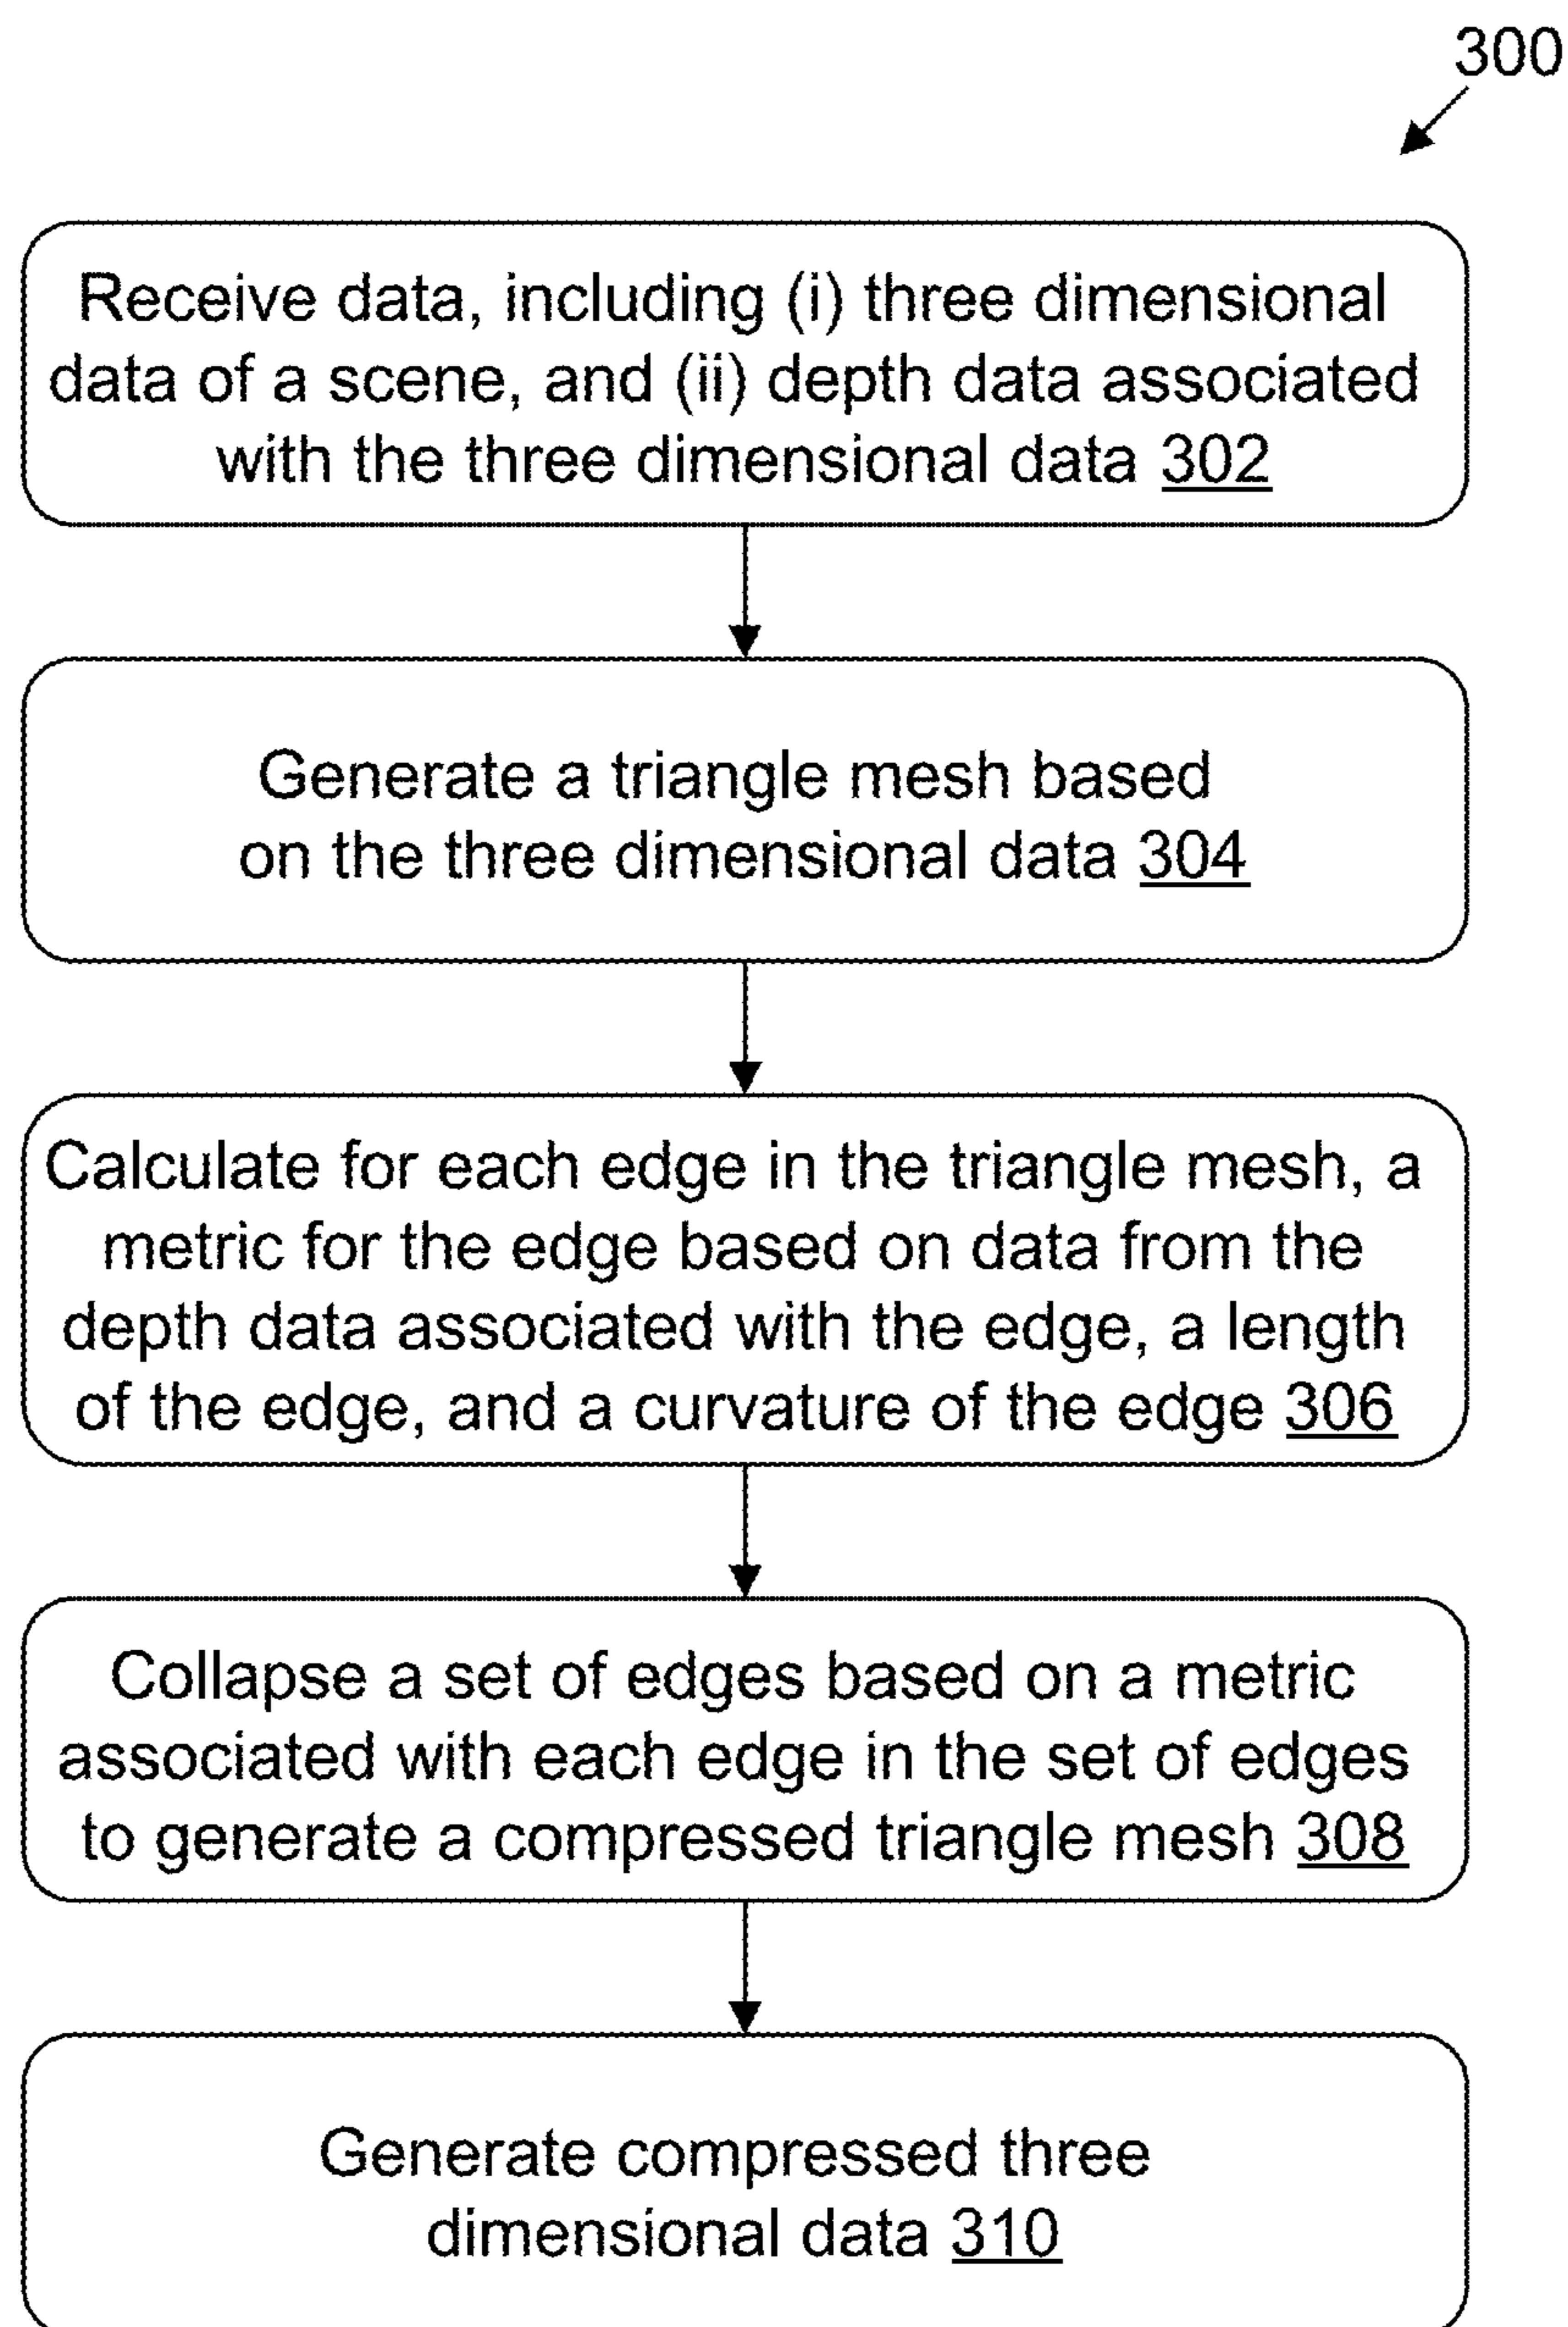 300
Receive data, including (i) three dimensional
data of a scene, and (ii) depth data associated
with the three dimensional data 302
Generate a triangle mesh based
on the three dimensional data 304
Calculate for each edge in the triangle mesh, a
metric for the edge based on data from the
depth data associated with the edge, a length
of the edge, and a curvature of the edge 306
Collapse a set of edges based on a metric
associated with each edge in the set of edges
to generate a compressed triangle mesh 308
Generate compressed three
dimensional data 310